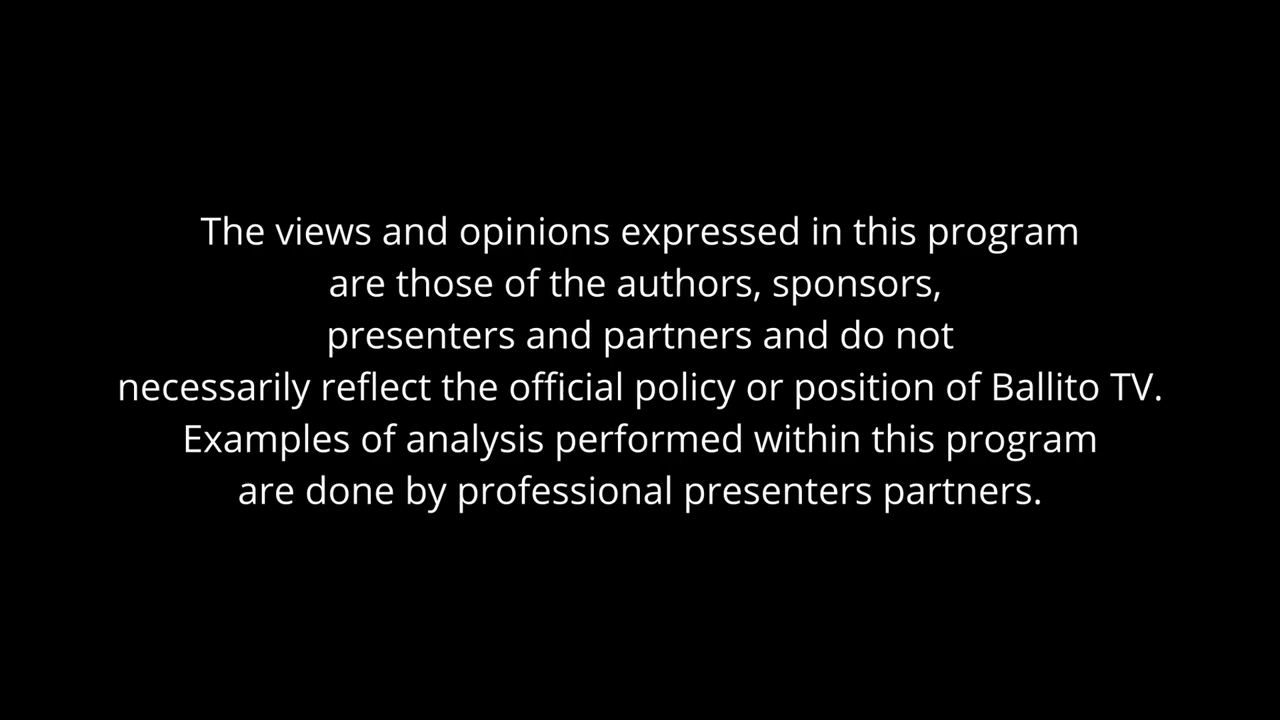 The views and opinions expressed in this program
are those of the authors, sponsors,
presenters and partners and do not
necessarily reflect the official policy or position of Ballito TV.
Examples of analysis performed within this program
are done by professional presenters partners.